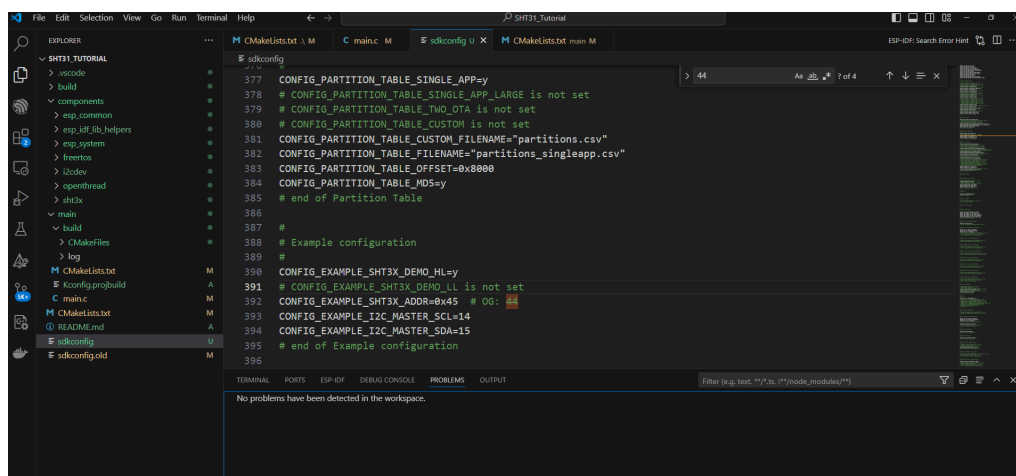 File Edit Selection View Go Run Terminal Help
SHT31_Tutorial
EXPLORER
SHT31_TUTORIAL
.vscode
build
components
esp_common
esp_idf_lib_helpers
esp_system
freertos
i2cdev
openthread
sht3x
main
build
CMakeFiles
log
CMakeLists.txt M
Kconfig.projbuild A
main.c M
CMakeLists.txt M
README.md A
sdkconfig U
sdkconfig.old M
2
5K+
CMakeLists.txt .\ M
main.c M
sdkconfig U
CMakeLists.txt main M
ESP-IDF: Search Error Hint
sdkconfig
44
Aa ab
? of 4
377 CONFIG_PARTITION_TABLE_SINGLE_APP=y
378 # CONFIG_PARTITION_TABLE_SINGLE_APP_LARGE is not set
379 # CONFIG_PARTITION_TABLE_TWO_OTA is not set
380 # CONFIG_PARTITION_TABLE_CUSTOM is not set
381 CONFIG_PARTITION_TABLE_CUSTOM_FILENAME="partitions.csv"
382 CONFIG_PARTITION_TABLE_FILENAME="partitions_singleapp.csv"
383 CONFIG_PARTITION_TABLE_OFFSET=0x8000
384 CONFIG_PARTITION_TABLE_MD5=y
385 # end of Partition Table
386
387 #
388 # Example configuration
389 #
390 CONFIG_EXAMPLE_SHT3X_DEMO_HL=y
391 # CONFIG_EXAMPLE_SHT3X_DEMO_LL is not set
392 CONFIG_EXAMPLE_SHT3X_ADDR=0x45 # OG: 44
393 CONFIG_EXAMPLE_I2C_MASTER_SCL=14
394 CONFIG_EXAMPLE_I2C_MASTER_SDA=15
395 # end of Example configuration
396
TERMINAL PORTS ESP-IDF DEBUG CONSOLE PROBLEMS OUTPUT
Filter (e.g. text, **/*.ts, !**/node_modules/**)
No problems have been detected in the workspace.